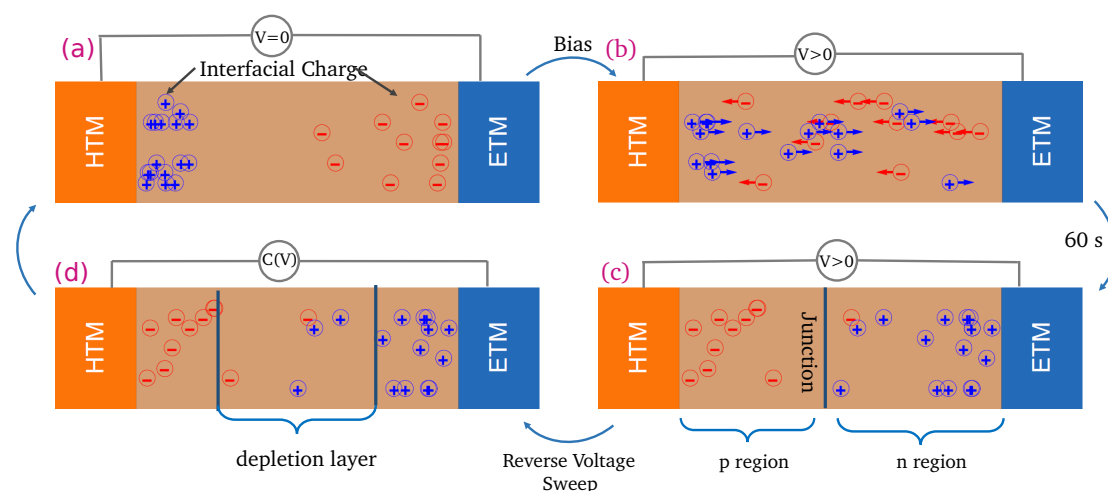 (a)
V=0
Interfacial Charge
HTM
ETM
Bias
(b)
V>0
HTM
ETM
60 s
(d)
C(V)
HTM
ETM
depletion layer
(c)
V>0
HTM
Junction
ETM
p region
n region
Reverse Voltage
Sweep